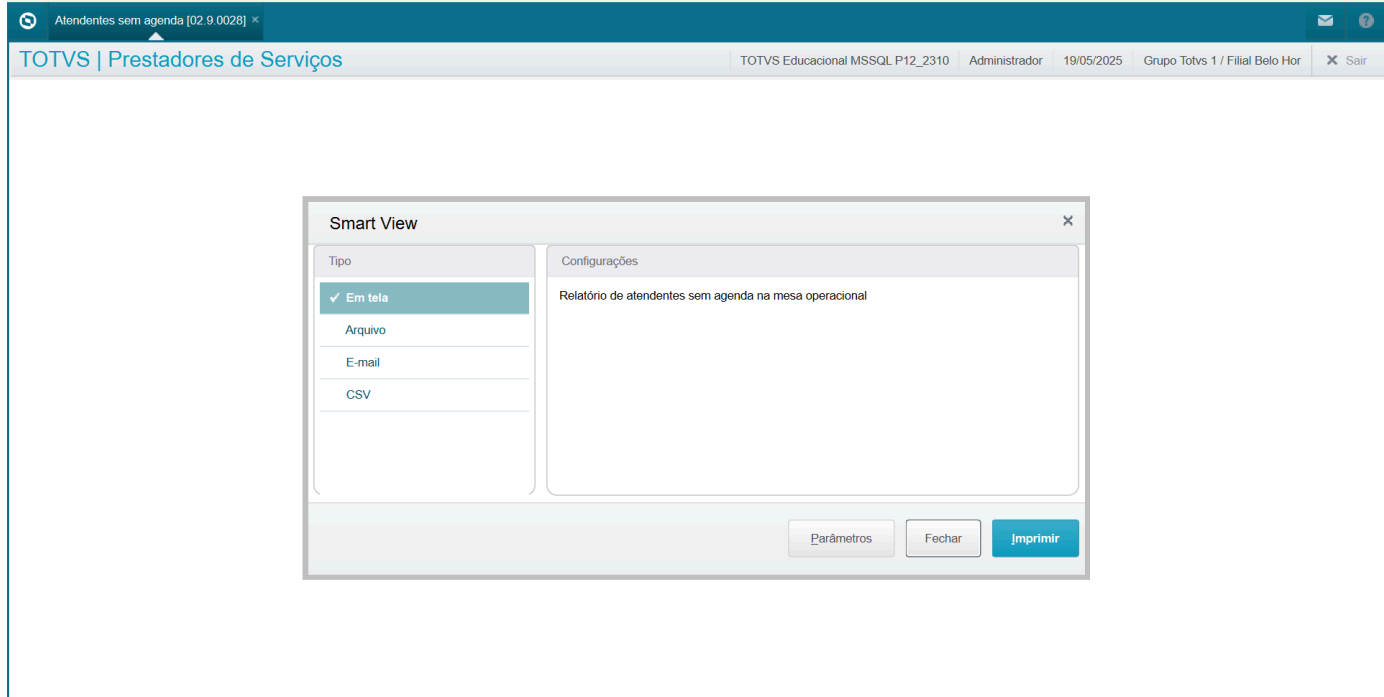 Atendentes sem agenda [02.9.0028] ×
TOTVS | Prestadores de Serviços
TOTVS Educacional MSSQL P12_2310 Administrador 19/05/2025 Grupo Totvs 1 / Filial Belo Hor × Sair
Smart View ×
Tipo
✓ Em tela
Arquivo
E-mail
CSV
Configurações
Relatório de atendentes sem agenda na mesa operacional
Parâmetros Fechar Imprimir